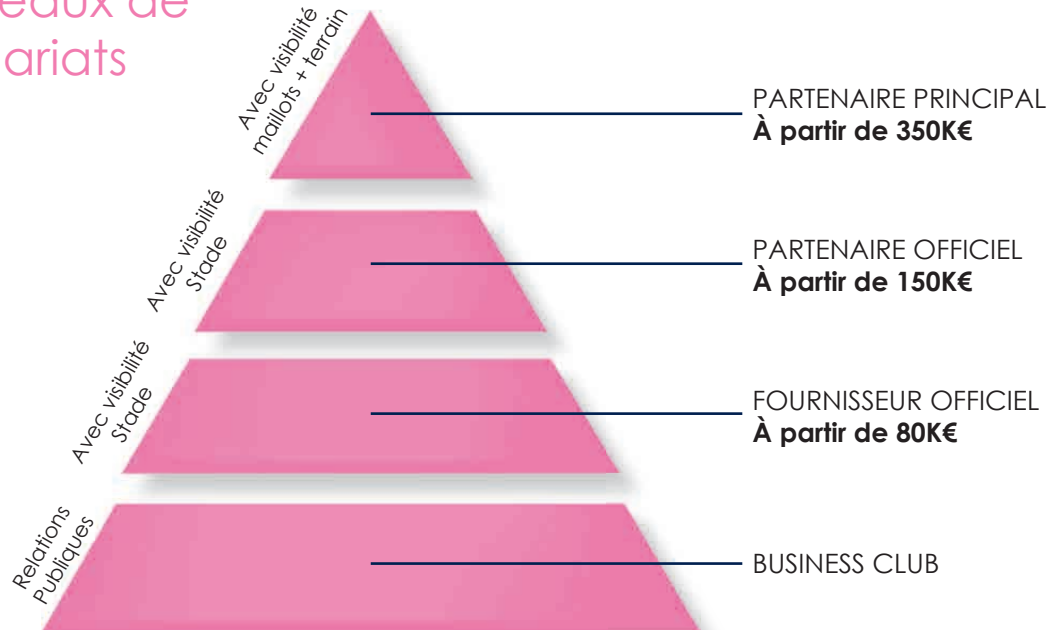 eaux de
ariats
Avec visibilité
maillots + terrain
PARTENAIRE PRINCIPAL
À partir de 350K€
Avec visibilité
Stade
PARTENAIRE OFFICIEL
À partir de 150K€
Avec visibilité
Stade
FOURNISSEUR OFFICIEL
À partir de 80K€
Relations
Publiques
BUSINESS CLUB